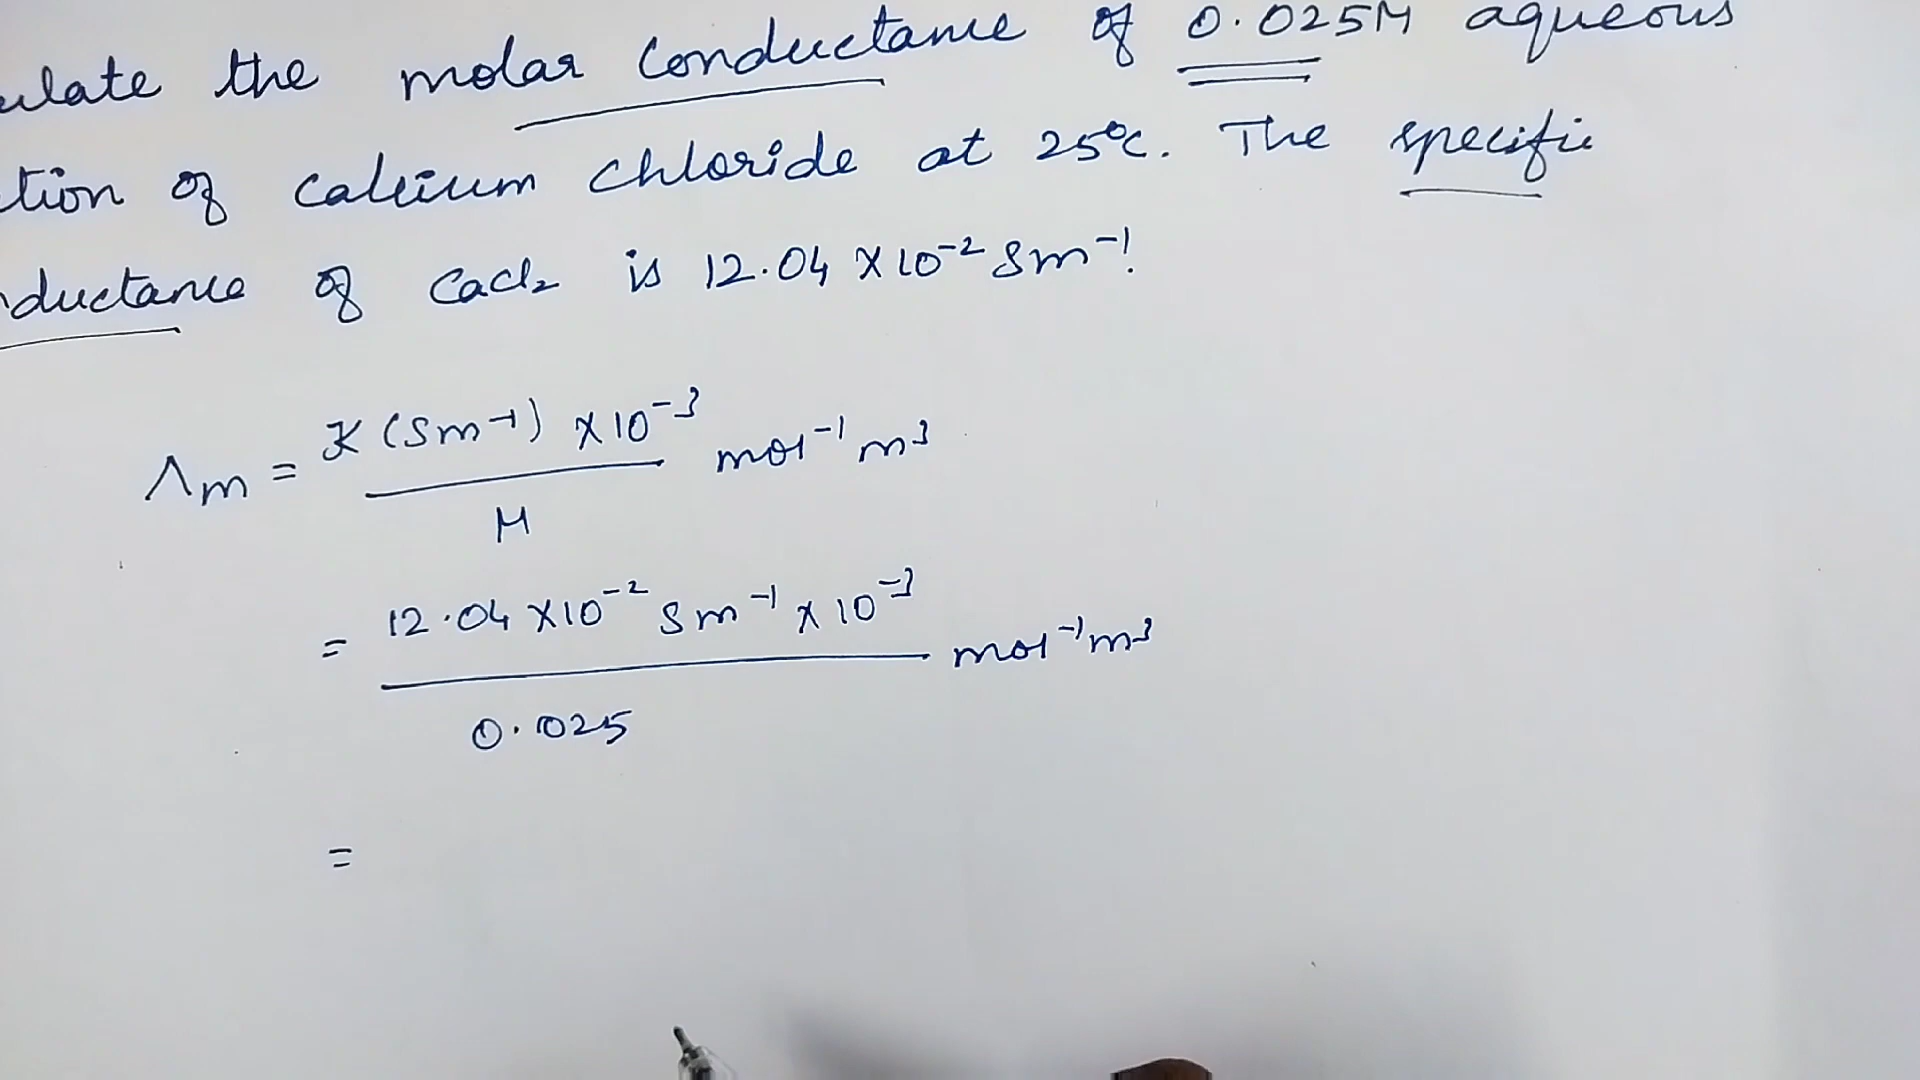 ulate the molar conductance of 0.025M aqueous
tion of calcium chloride at 25°c. The specific
ductance of cacl₂ is 12.04 × 10⁻² Sm⁻¹.
Λm = K (Sm⁻¹) × 10⁻³ / M mol⁻¹ m³
= 12.04 × 10⁻² Sm⁻¹ × 10⁻³ / 0.025 mol⁻¹ m³
=